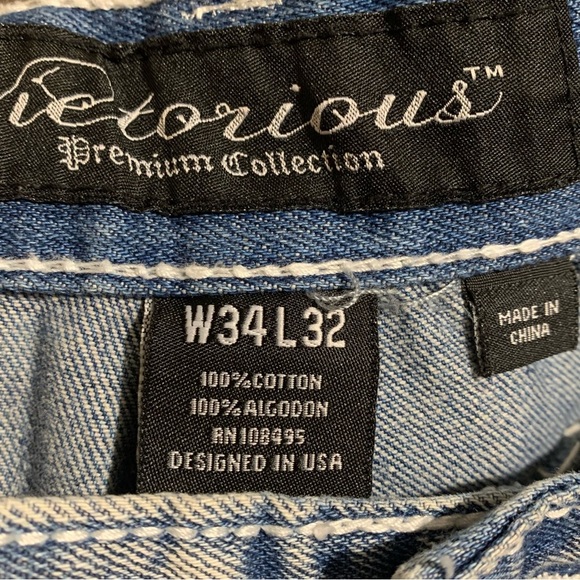 Victorious™
Premium Collection
W34 L32
100% COTTON
100% ALGODON
RN 108495
DESIGNED IN USA
MADE IN
CHINA